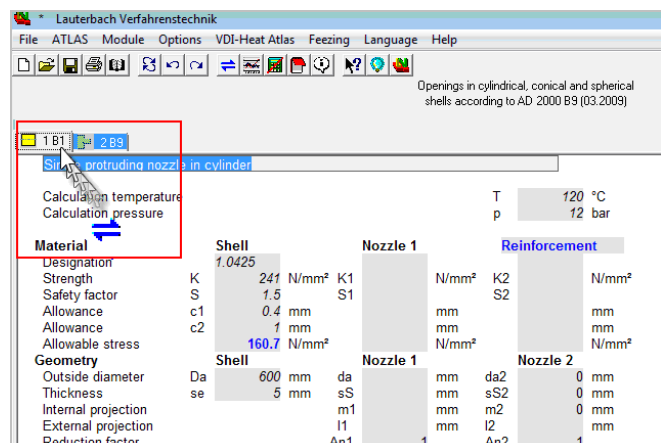 * Lauterbach Verfahrenstechnik
File ATLAS Module Options VDI-Heat Atlas Feezing Language Help
Openings in cylindrical, conical and spherical
shells according to AD 2000 B9 (03.2009)
1 B1 2 B9
Single protruding nozzle in cylinder
Calculation temperature T 120 °C
Calculation pressure p 12 bar
Material Shell Nozzle 1 Reinforcement
Designation 1.0425
Strength K 241 N/mm² K1 N/mm² K2 N/mm²
Safety factor S 1.5 S1 S2
Allowance c1 0.4 mm mm mm
Allowance c2 1 mm mm mm
Allowable stress 160.7 N/mm² N/mm² N/mm²
Geometry Shell Nozzle 1 Nozzle 2
Outside diameter Da 600 mm da mm da2 0 mm
Thickness se 5 mm sS mm sS2 0 mm
Internal projection m1 mm m2 0 mm
External projection l1 mm l2 mm
Reduction factor An1 1 An2 1